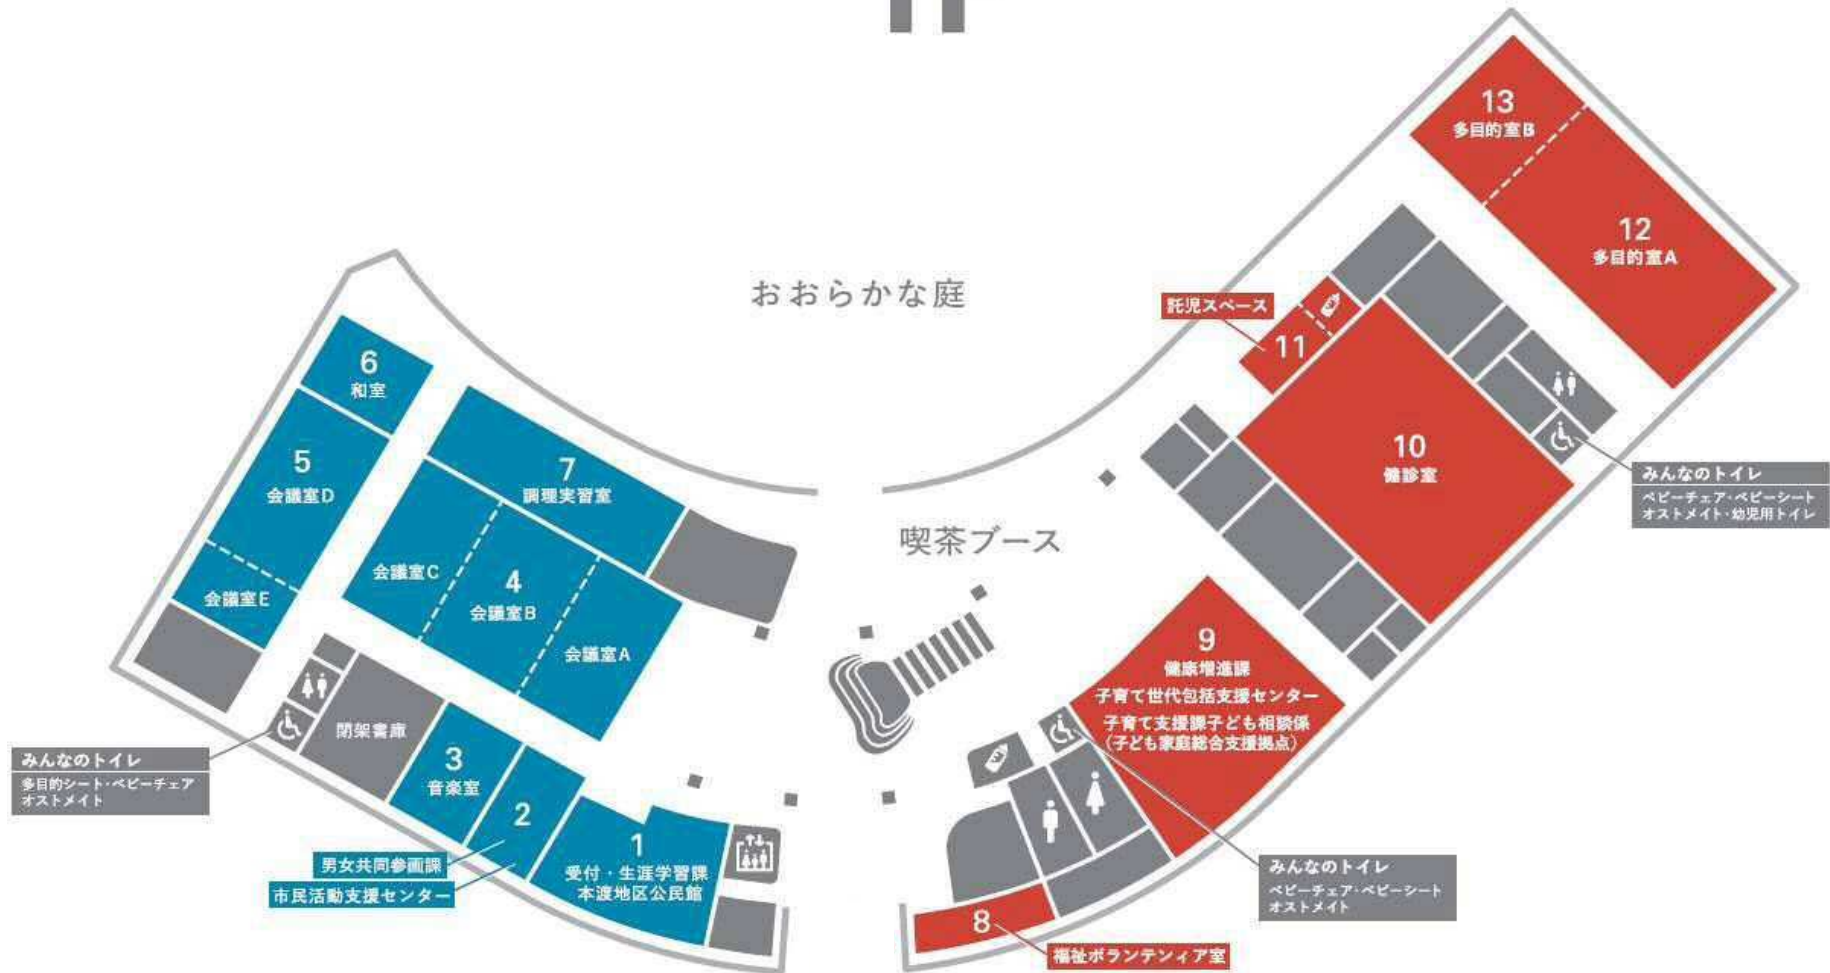 13
多目的室B
12
多目的室A
おおらかな庭
託児スペース
11
6
和室
5
会議室D
7
調理実習室
10
健診室
みんなのトイレ
ベビーチェア・ベビーシート
オストメイト・幼児用トイレ
喫茶ブース
会議室C
4
会議室B
会議室E
会議室A
9
健康増進課
子育て世代包括支援センター
子育て支援課子ども相談係
(子ども家庭総合支援拠点)
閉架書庫
みんなのトイレ
多目的シート・ベビーチェア
オストメイト
3
音楽室
2
1
受付・生涯学習課
本渡地区公民館
男女共同参画課
市民活動支援センター
みんなのトイレ
ベビーチェア・ベビーシート
オストメイト
8
福祉ボランテンィア室